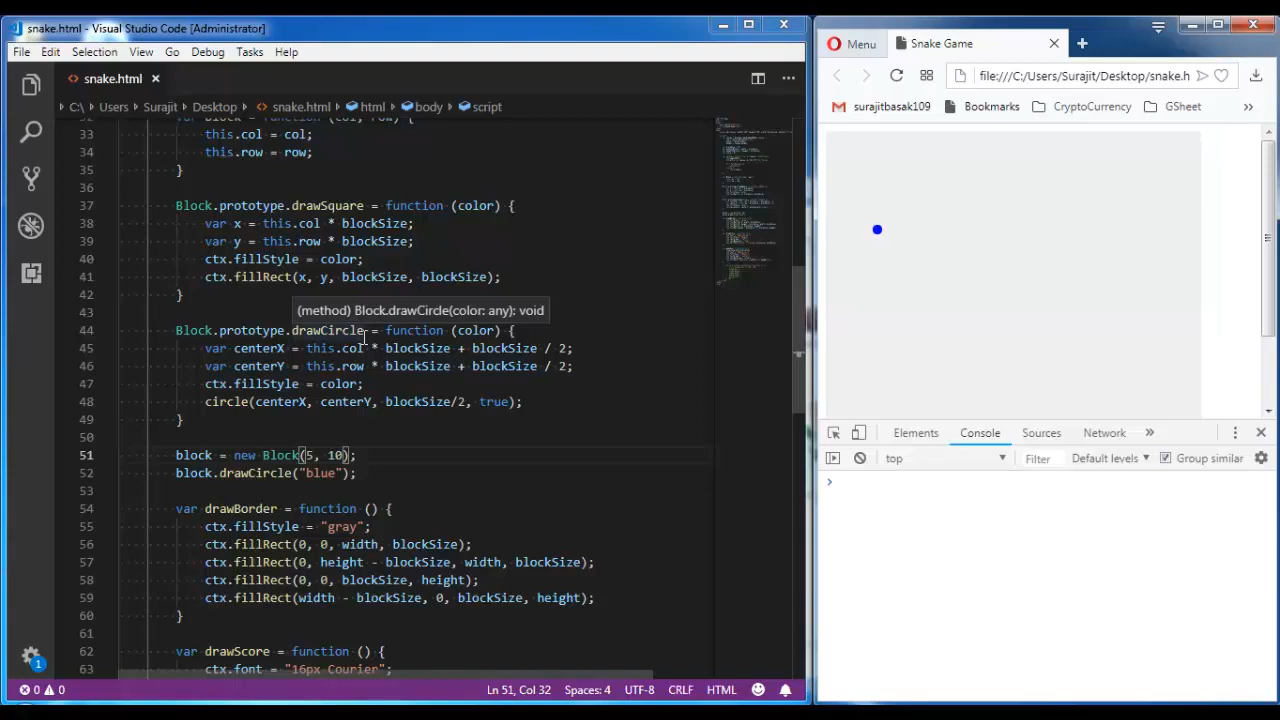 snake.html - Visual Studio Code [Administrator]
File Edit Selection View Go Debug Tasks Help
snake.html
C:\ Users Surajit Desktop snake.html html body script
var Block = function (col, row) {
33 this.col = col;
34 this.row = row;
35 }
36
37 Block.prototype.drawSquare = function (color) {
38 var x = this.col * blockSize;
39 var y = this.row * blockSize;
40 ctx.fillStyle = color;
41 ctx.fillRect(x, y, blockSize, blockSize);
42 }
43 (method) Block.drawCircle(color: any): void
44 Block.prototype.drawCircle = function (color) {
45 var centerX = this.col * blockSize + blockSize / 2;
46 var centerY = this.row * blockSize + blockSize / 2;
47 ctx.fillStyle = color;
48 circle(centerX, centerY, blockSize/2, true);
49 }
50
51 block = new Block(5, 10);
52 block.drawCircle("blue");
53
54 var drawBorder = function () {
55 ctx.fillStyle = "gray";
56 ctx.fillRect(0, 0, width, blockSize);
57 ctx.fillRect(0, height - blockSize, width, blockSize);
58 ctx.fillRect(0, 0, blockSize, height);
59 ctx.fillRect(width - blockSize, 0, blockSize, height);
60 }
61
62 var drawScore = function () {
63 ctx.font = "16px Courier";
1
0 0 Ln 51, Col 32 Spaces: 4 UTF-8 CRLF HTML
Menu Snake Game
file:///C:/Users/Surajit/Desktop/snake.h
surajitbasak109 Bookmarks CryptoCurrency GSheet
Elements Console Sources Network
top Filter Default levels Group similar